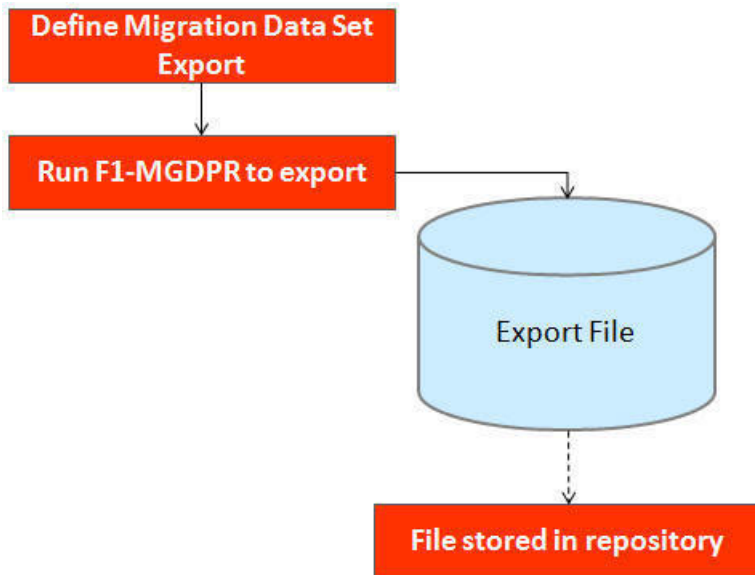 Define Migration Data Set
Export
Run F1-MGDPR to export
Export File
File stored in repository